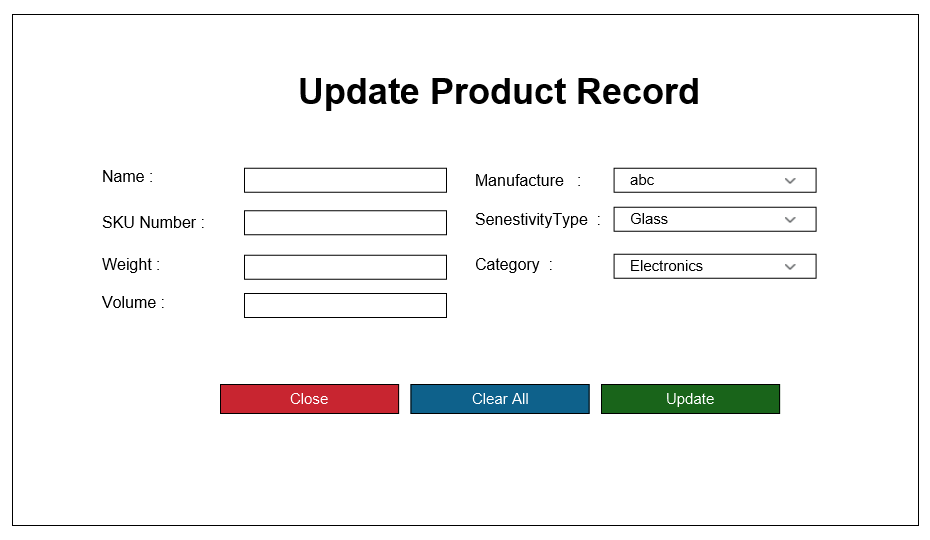 Update Product Record
Name :
Manufacture :
abc
SKU Number :
SenestivityType :
Glass
Weight :
Category :
Electronics
Volume :
Close
Clear All
Update